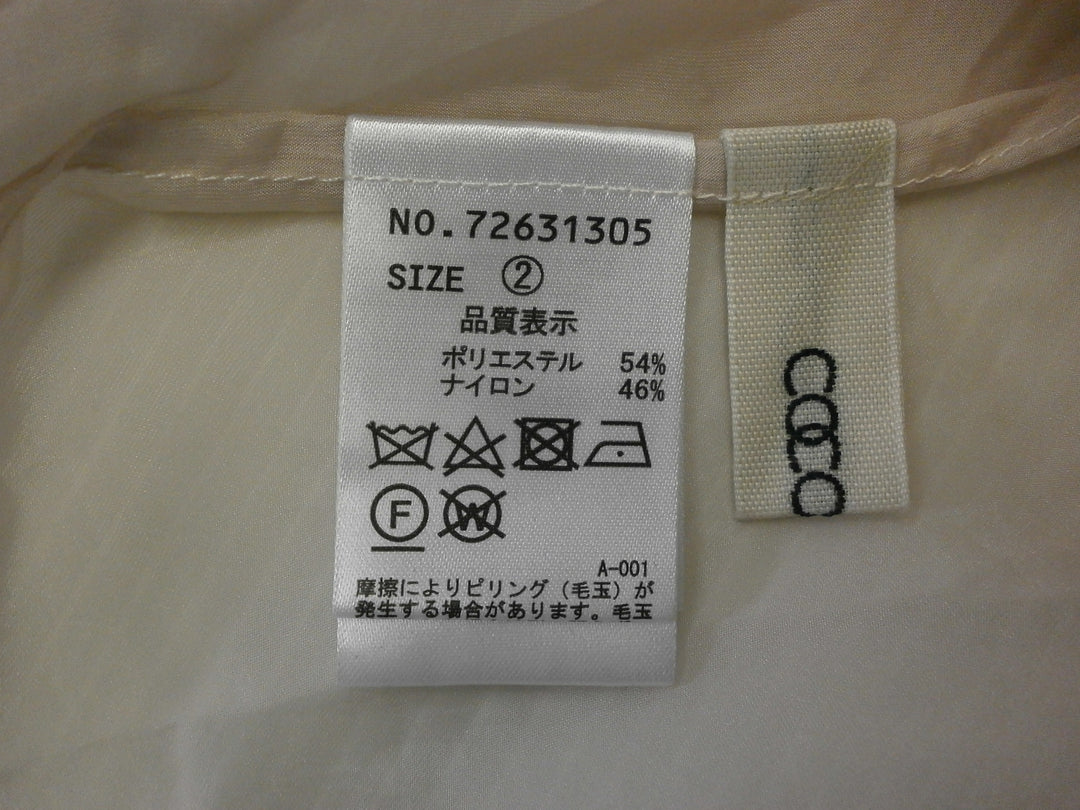 NO.72631305
SIZE ②
品質表示
ポリエステル 54%
ナイロン 46%
F W
A-001
摩擦によりピリング（毛玉）が
発生する場合があります。毛玉
COCO